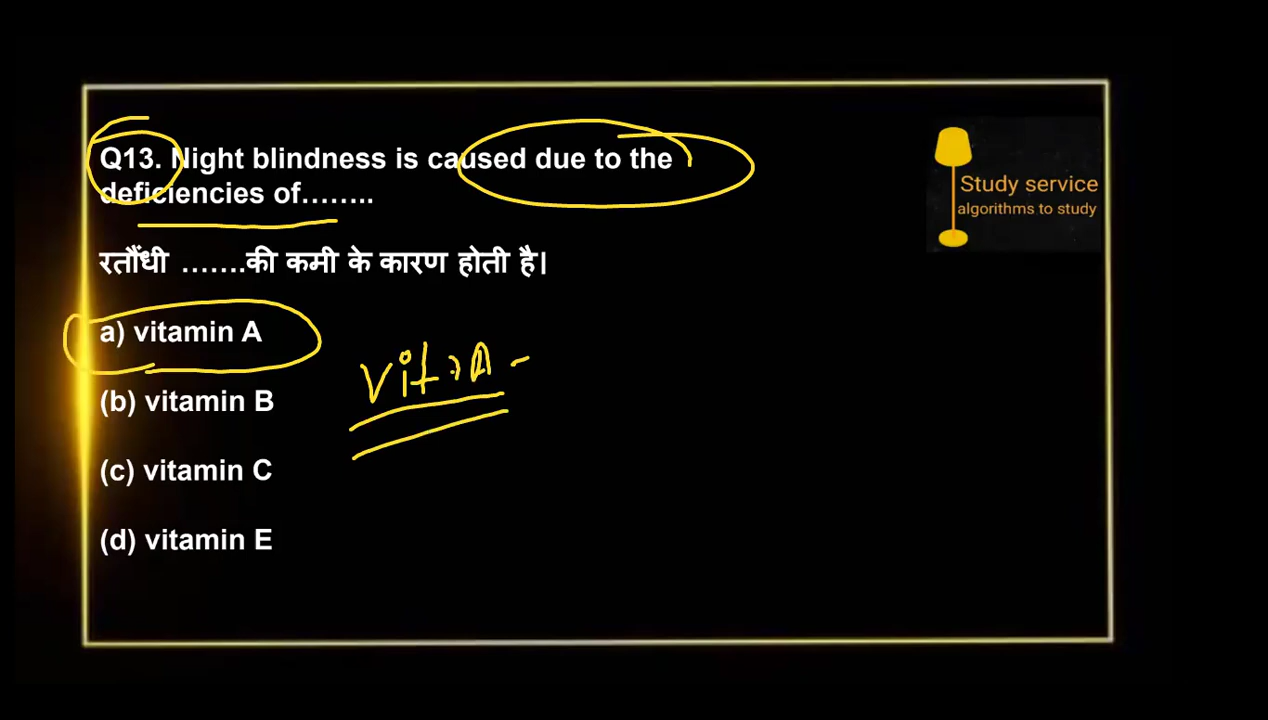 Q13. Night blindness is caused due to the
deficiencies of……..
रतौंधी …….की कमी के कारण होती है।
a) vitamin A
(b) vitamin B
(c) vitamin C
(d) vitamin E
Vit A -
Study service
algorithms to study